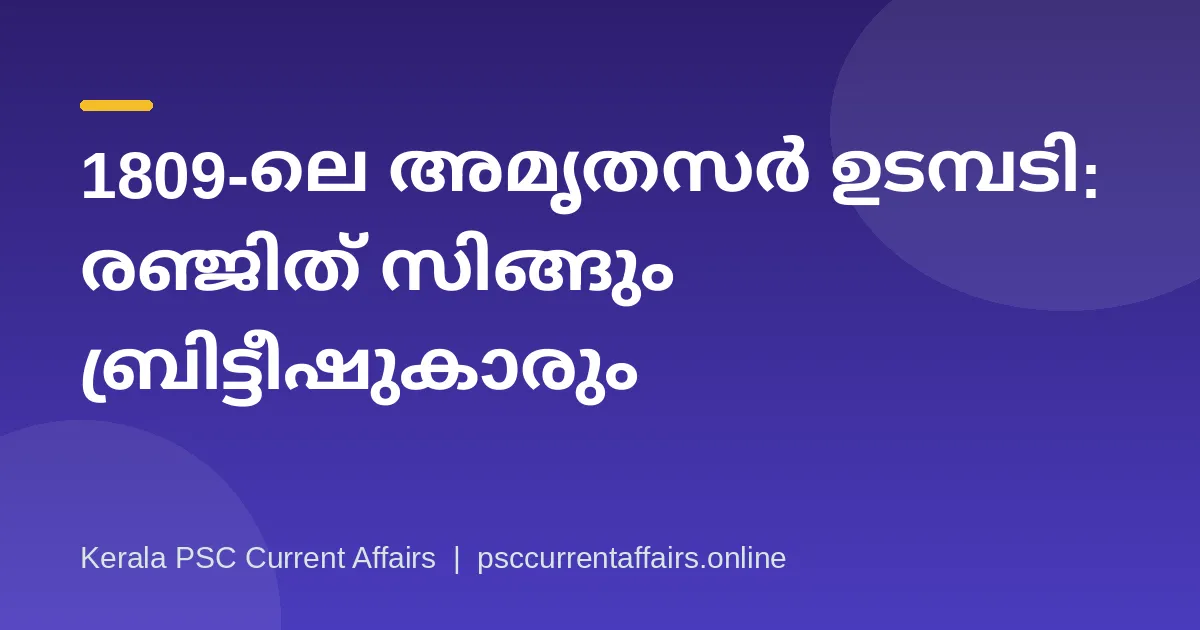 1809-ലെ അമൃതസർ ഉടമ്പടി:
രഞ്ജിത് സിങ്ങും
ബ്രിട്ടീഷുകാരും
Kerala PSC Current Affairs | psccurrentaffairs.online